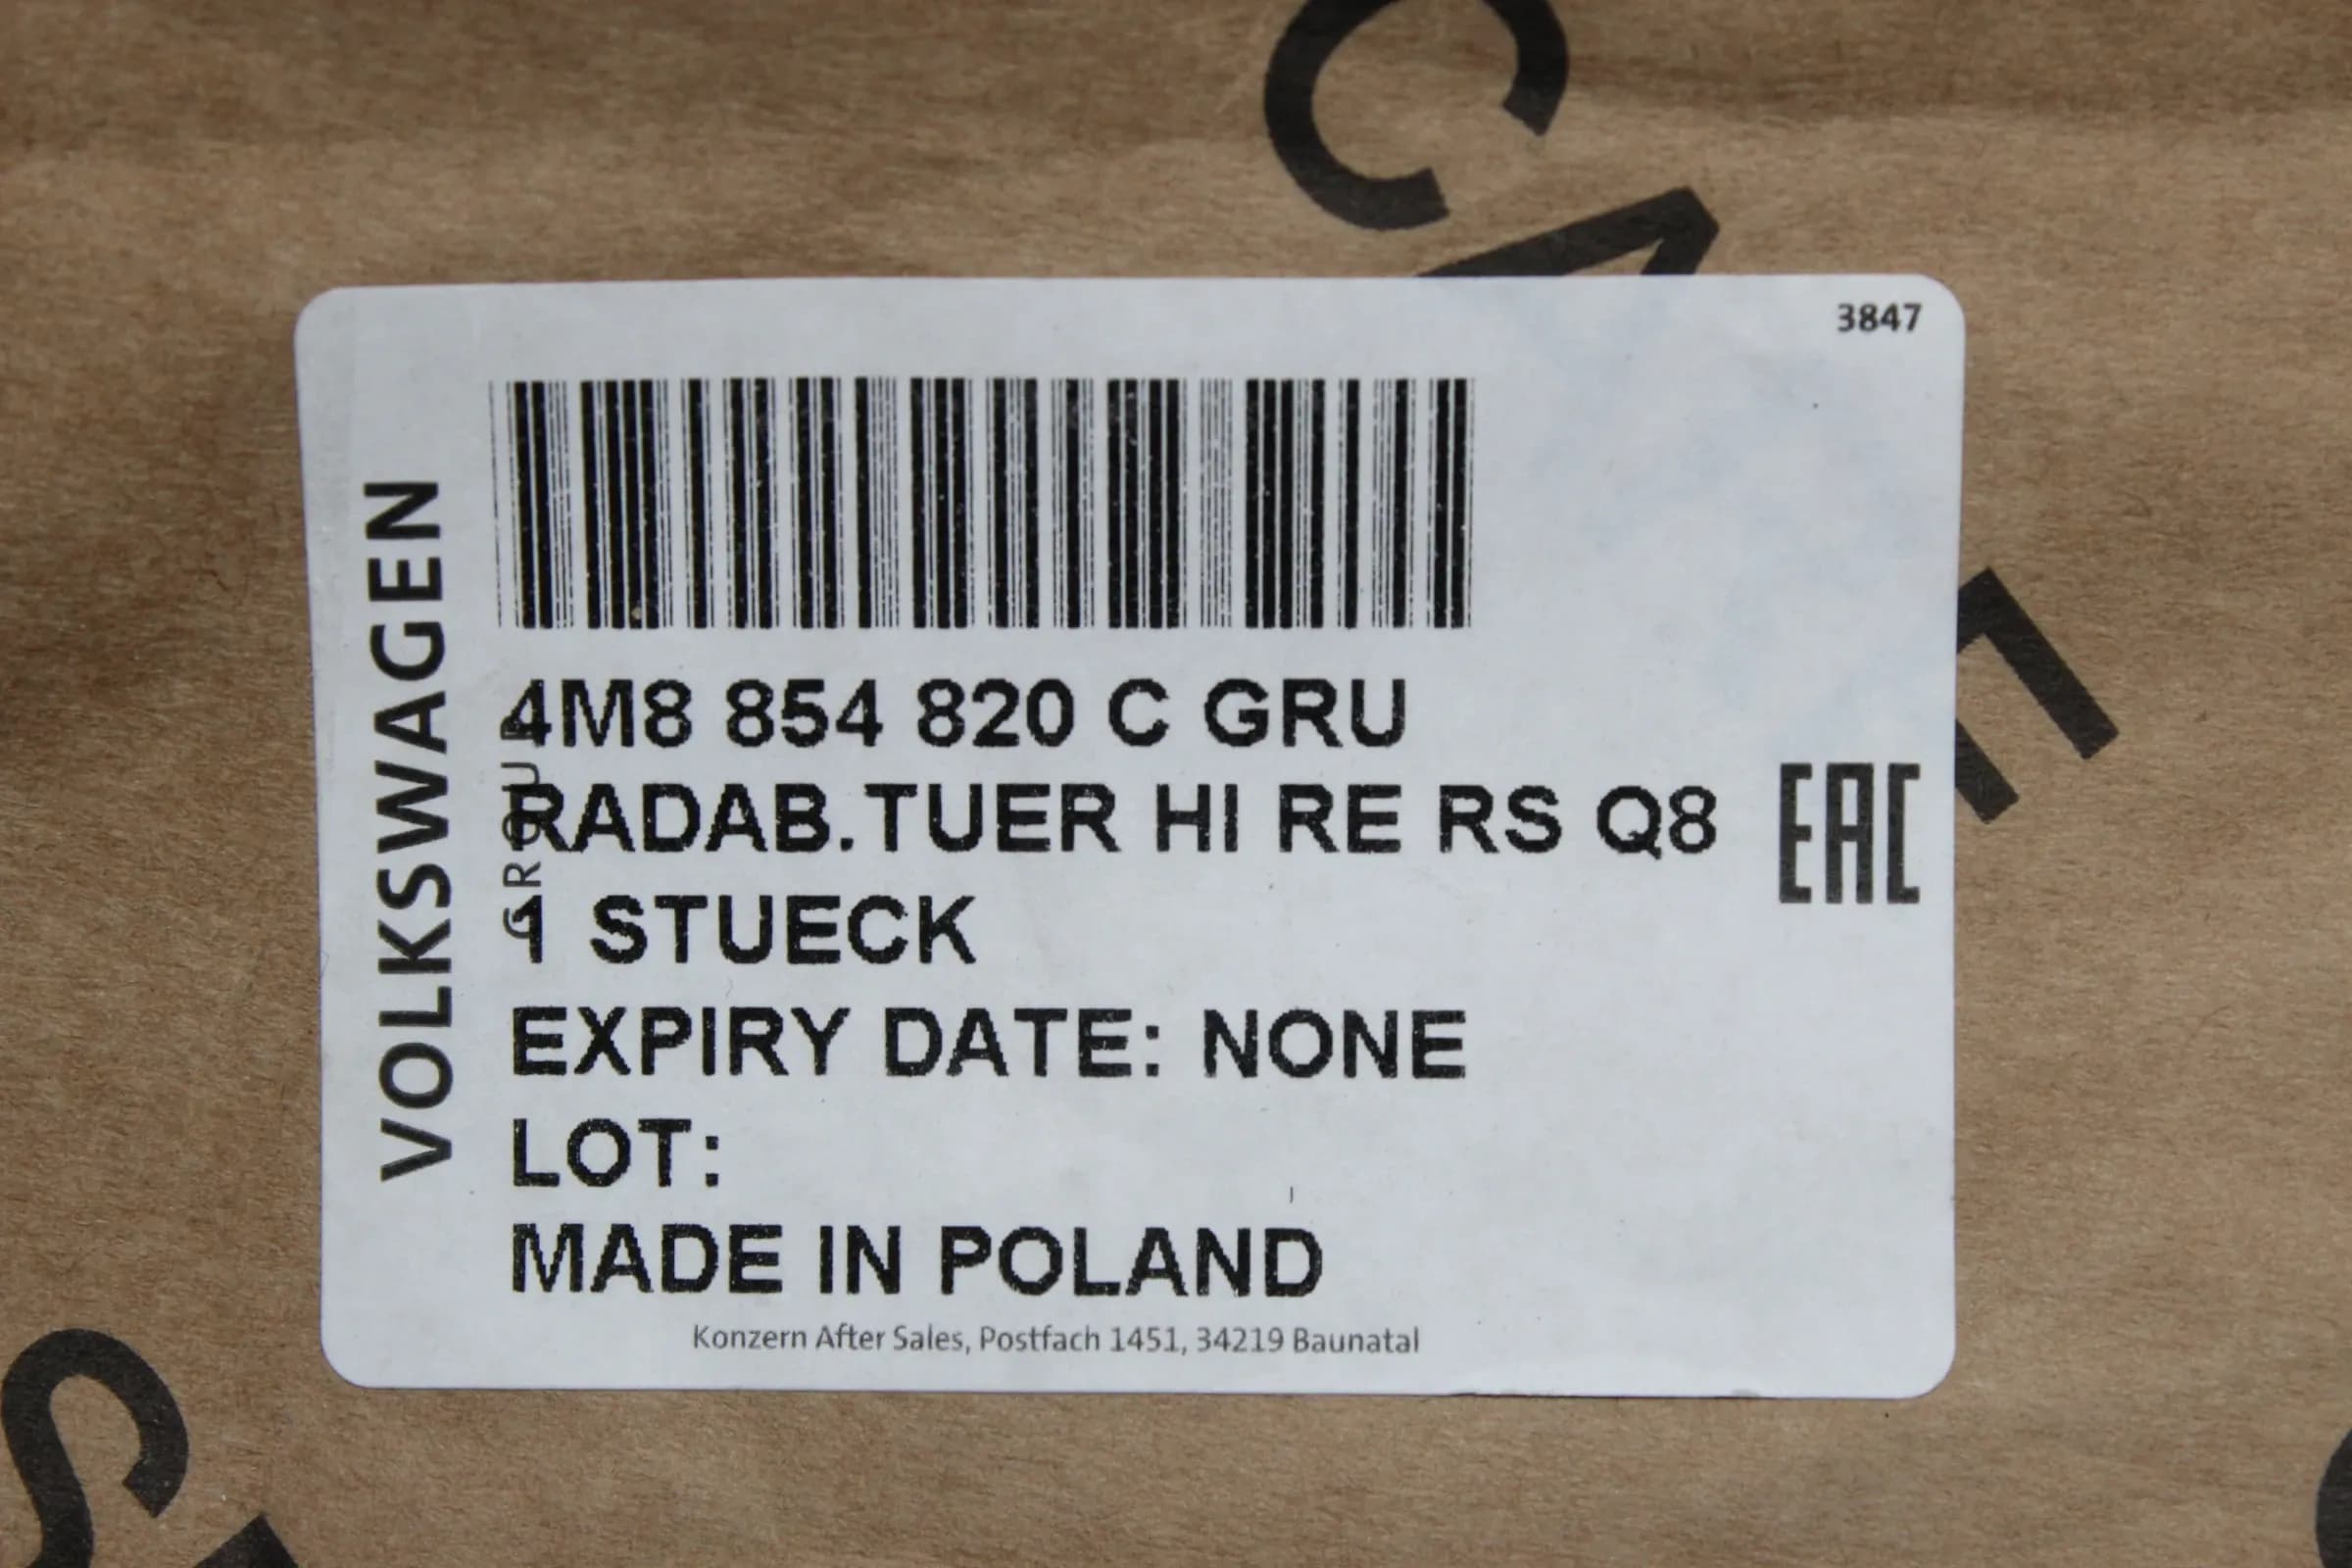 3847
VOLKSWAGEN
GROUP
4M8 854 820 C GRU
RADAB.TUER HI RE RS Q8
1 STUECK
EAC
EXPIRY DATE: NONE
LOT:
MADE IN POLAND
Konzern After Sales, Postfach 1451, 34219 Baunatal